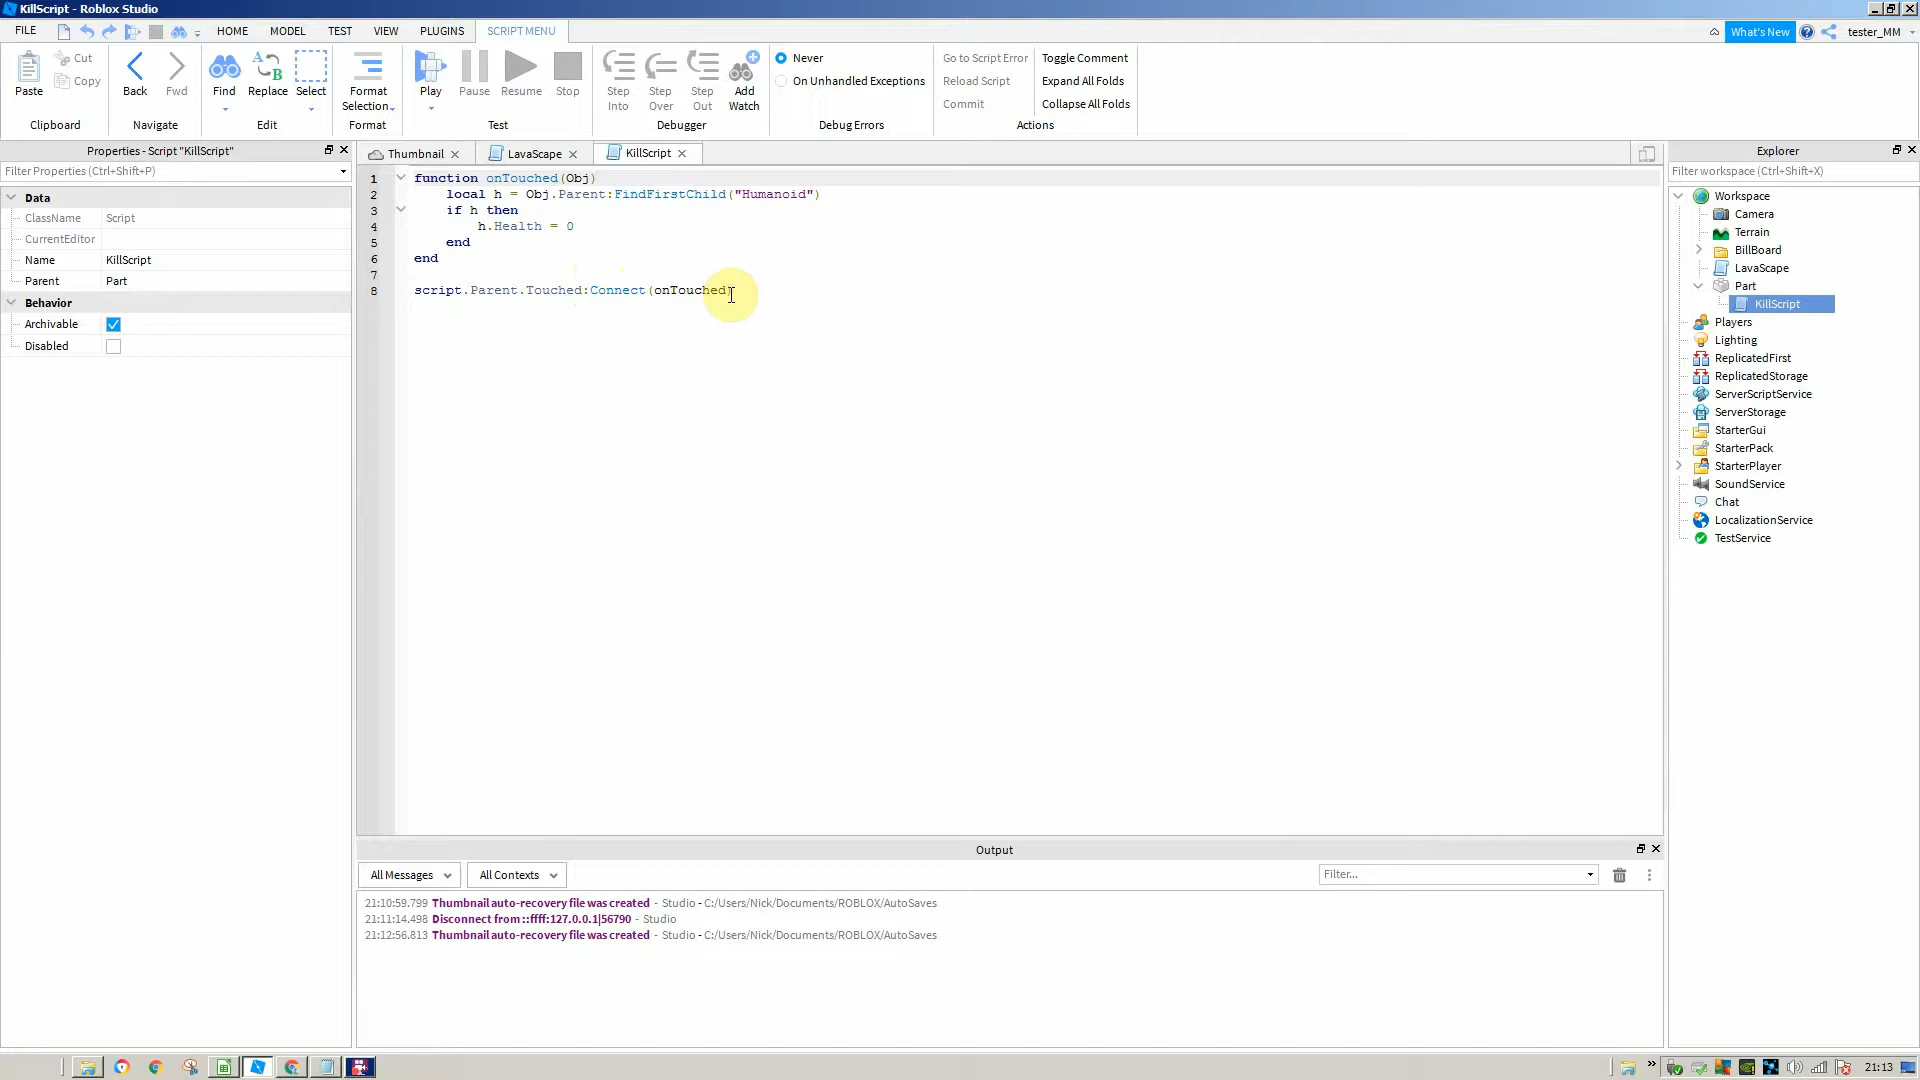 KillScript - Roblox Studio
FILE HOME MODEL TEST VIEW PLUGINS SCRIPT MENU What's New tester_MM
Paste Cut Copy
Clipboard
Back Fwd
Navigate
Find Replace Select
Edit
Format Selection
Format
Play Pause Resume Stop
Test
Step Into Step Over Step Out Add Watch
Debugger
Never
On Unhandled Exceptions
Debug Errors
Go to Script Error Toggle Comment
Reload Script Expand All Folds
Commit Collapse All Folds
Actions
Properties - Script "KillScript"
Filter Properties (Ctrl+Shift+P)
Data
ClassName Script
CurrentEditor
Name KillScript
Parent Part
Behavior
Archivable
Disabled
Thumbnail LavaScape KillScript
1 function onTouched(Obj)
2 local h = Obj.Parent:FindFirstChild("Humanoid")
3 if h then
4 h.Health = 0
5 end
6 end
7
8 script.Parent.Touched:Connect(onTouched)
Output
All Messages All Contexts Filter...
21:10:59.799 Thumbnail auto-recovery file was created - Studio - C:/Users/Nick/Documents/ROBLOX/AutoSaves
21:11:14.498 Disconnect from ::ffff:127.0.0.1|56790 - Studio
21:12:56.813 Thumbnail auto-recovery file was created - Studio - C:/Users/Nick/Documents/ROBLOX/AutoSaves
Explorer
Filter workspace (Ctrl+Shift+X)
Workspace
Camera
Terrain
BillBoard
LavaScape
Part
KillScript
Players
Lighting
ReplicatedFirst
ReplicatedStorage
ServerScriptService
ServerStorage
StarterGui
StarterPack
StarterPlayer
SoundService
Chat
LocalizationService
TestService
21:13